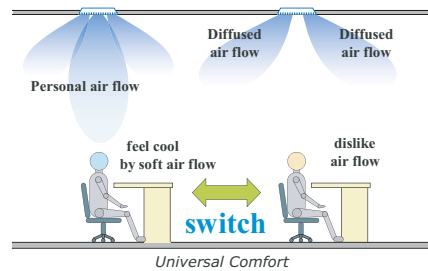 Personal air flow
Diffused
air flow
Diffused
air flow
feel cool
by soft air flow
dislike
air flow
switch
Universal Comfort